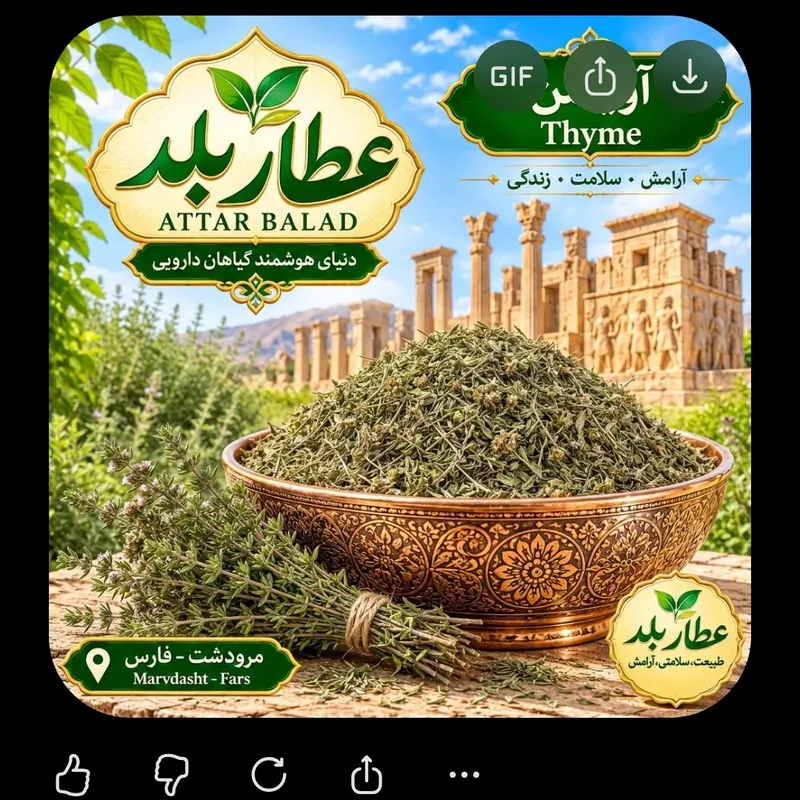 عطار بلد
ATTAR BALAD
دنیای هوشمند گیاهان دارویی
GIF
Thyme
آرامش • سلامت • زندگی
مرودشت - فارس
Marvdasht - Fars
عطار بلد
طبیعت، سلامتی، آرامش